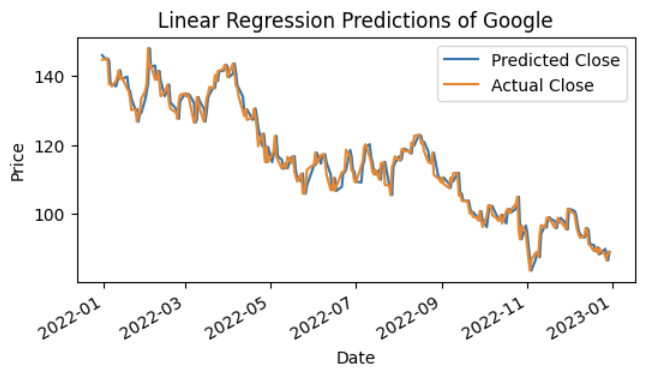 Linear Regression Predictions of Google
Predicted Close
Actual Close
140
120
100
Price
2022-01
2022-03
2022-05
2022-07
2022-09
2022-11
2023-01
Date